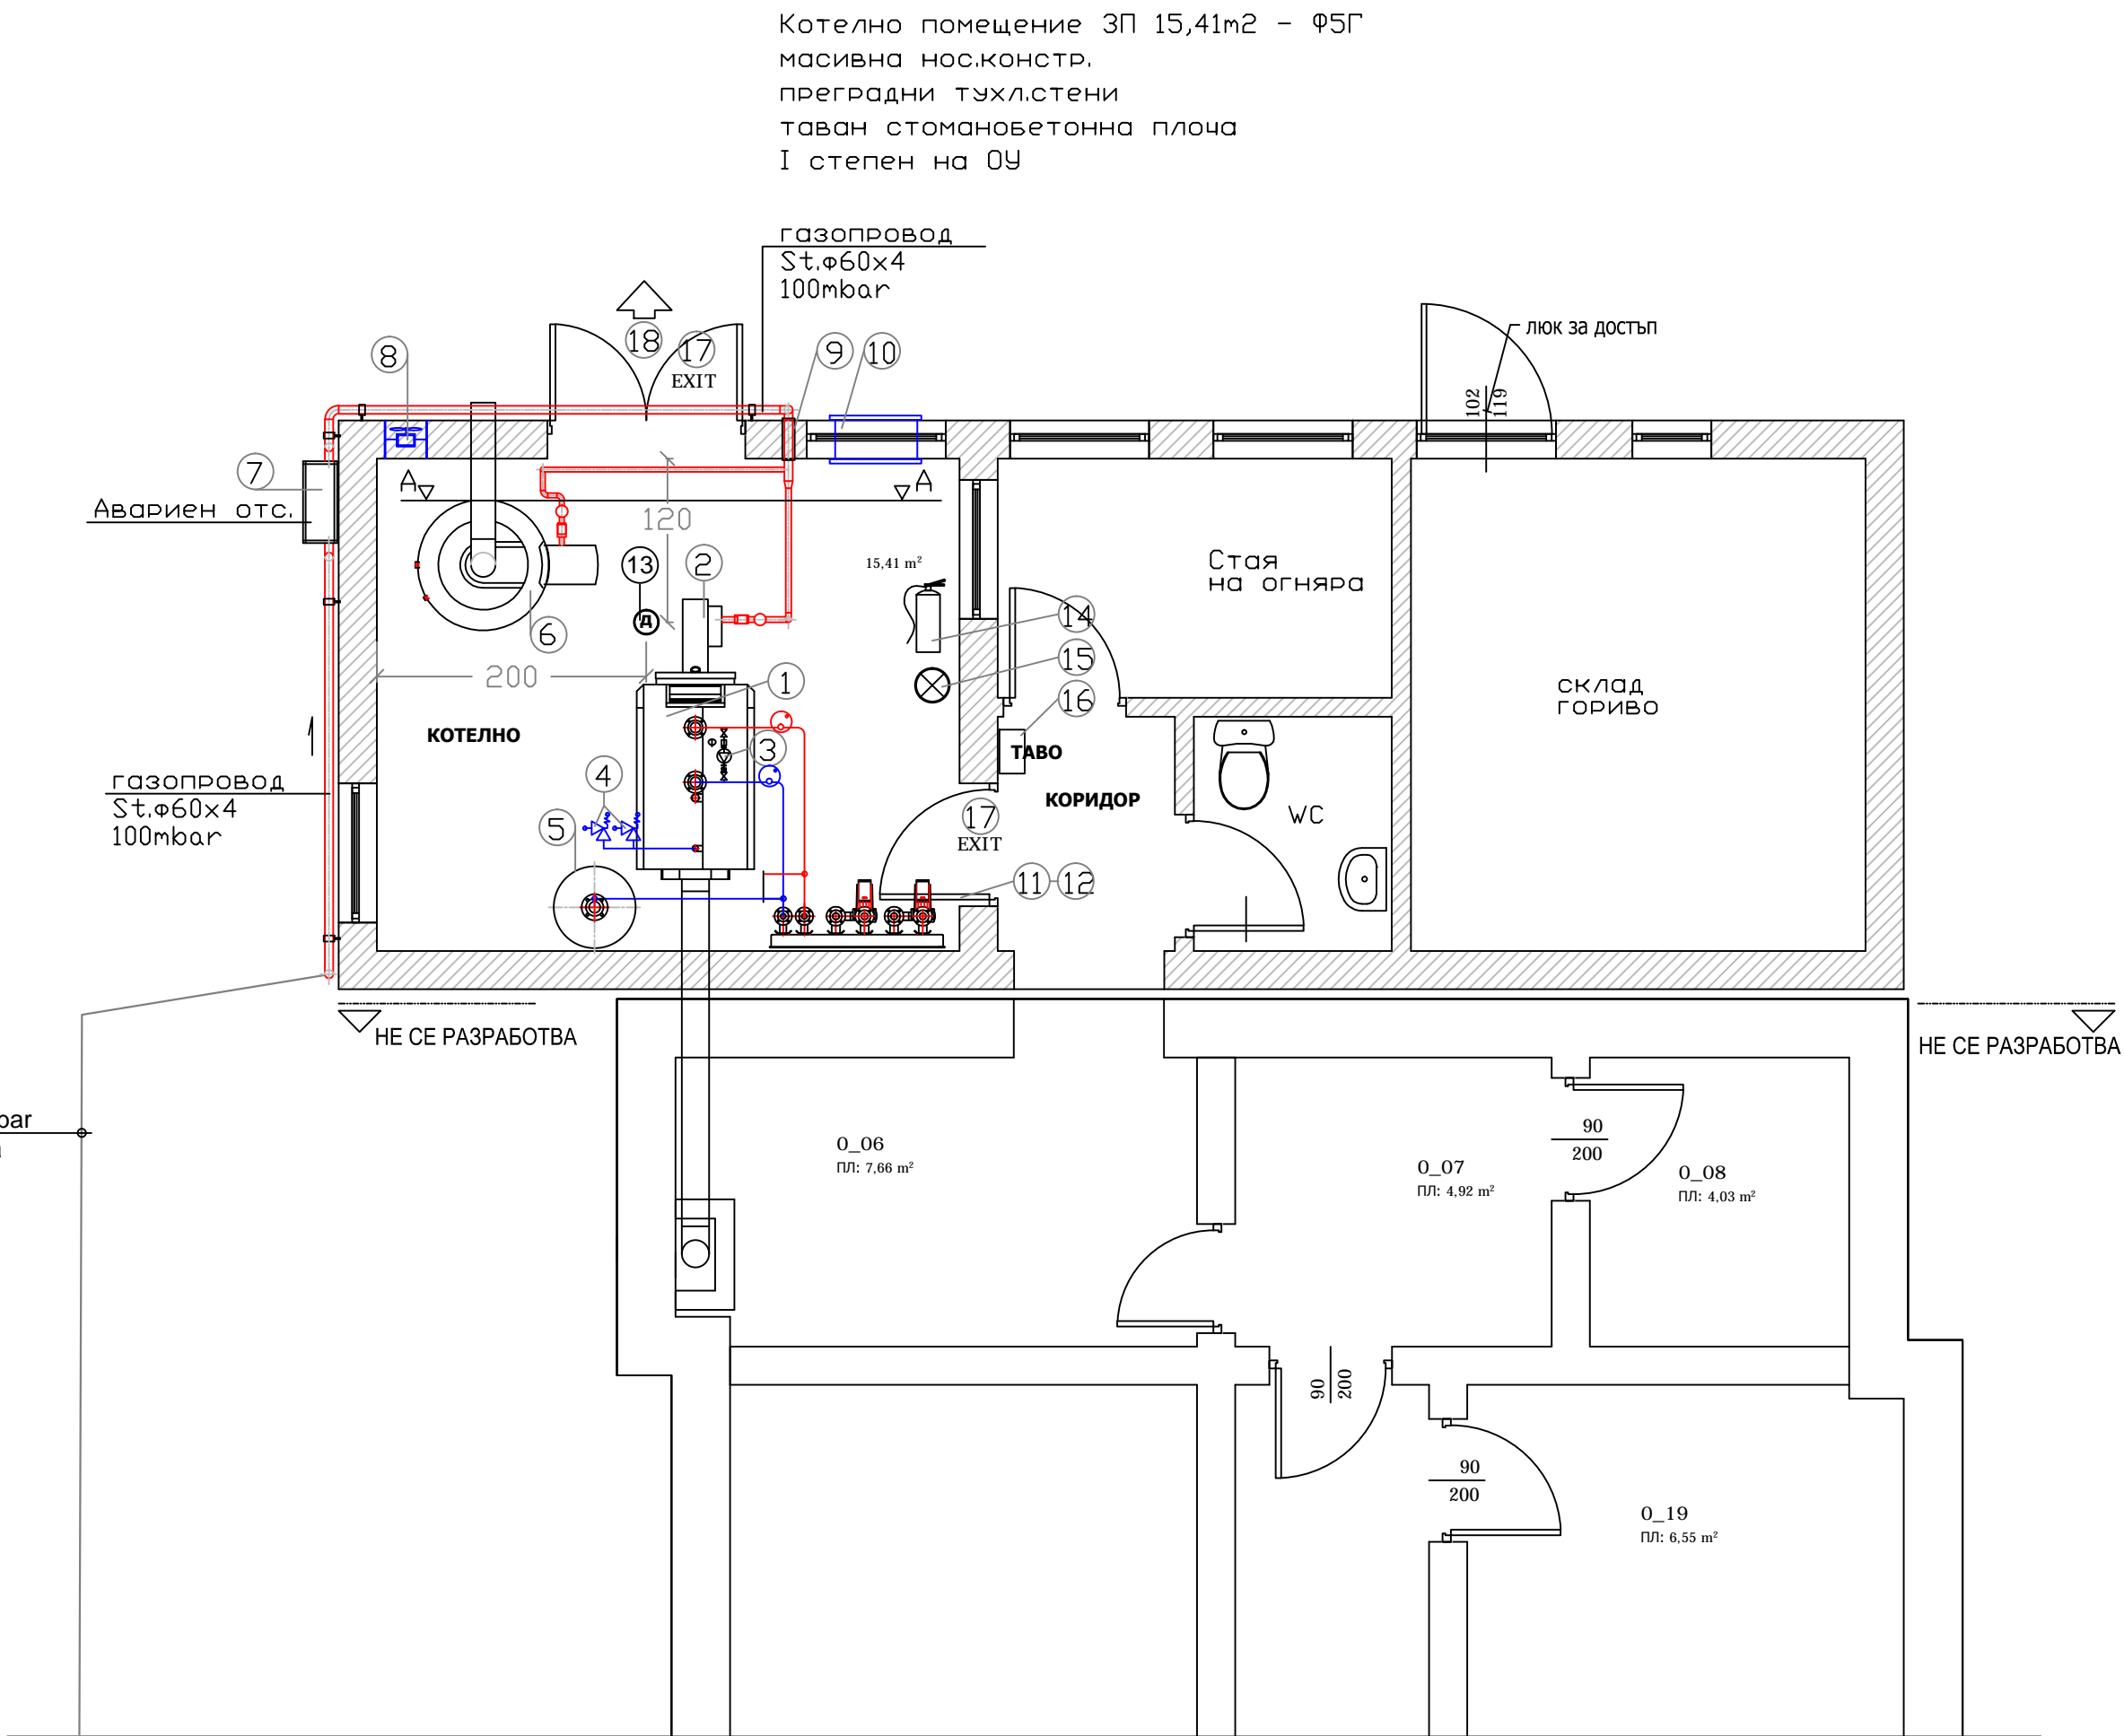 Котелно помещение ЗП 15,41m2 - Ф5Г
масивна нос.констр.
преградни тухл.стени
таван стоманобетонна плоча
I степен на ОУ
газопровод
St.φ60x4
100mbar
18
17
EXIT
8
9
10
люк за достъп
102
119
7
Авариен отс.
A
A
120
13
2
15,41 m²
Стая
на огняра
д
6
14
15
200
1
16
склад
гориво
КОТЕЛНО
3
ТАВО
4
газопровод
St.φ60x4
100mbar
5
17
EXIT
КОРИДОР
WC
11
12
НЕ СЕ РАЗРАБОТВА
НЕ СЕ РАЗРАБОТВА
bar
0_06
ПЛ: 7,66 m²
0_07
ПЛ: 4,92 m²
90
200
0_08
ПЛ: 4,03 m²
90
200
90
200
0_19
ПЛ: 6,55 m²